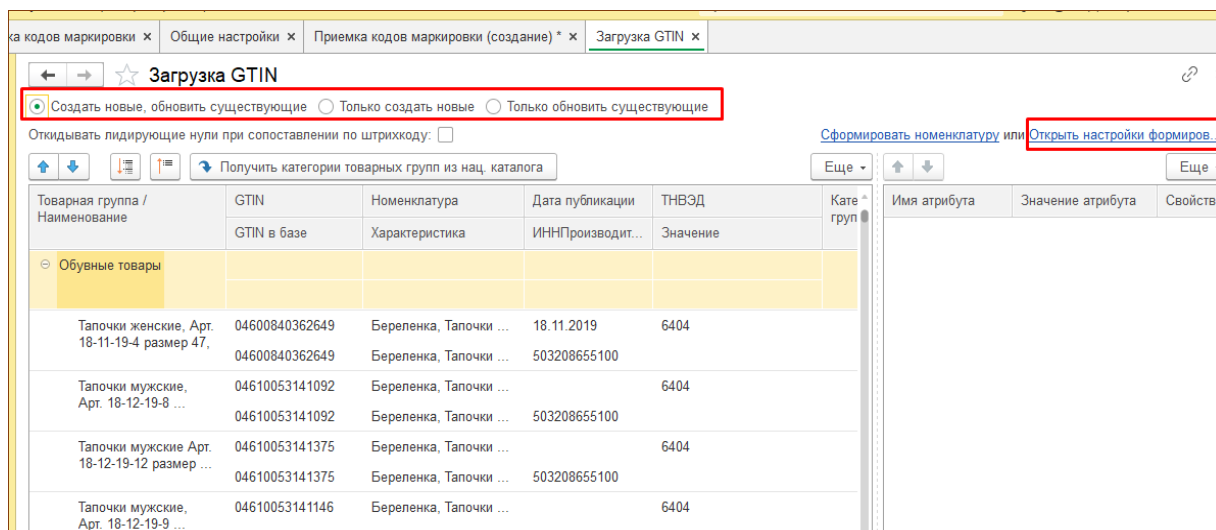 ка кодов маркировки × Общие настройки × Приемка кодов маркировки (создание) * × Загрузка GTIN ×
Загрузка GTIN
Создать новые, обновить существующие Только создать новые Только обновить существующие
Откидывать лидирующие нули при сопоставлении по штрихкоду: Сформировать номенклатуру или Открыть настройки формиров...
Получить категории товарных групп из нац. каталога Еще Еще
Товарная группа / GTIN Номенклатура Дата публикации ТНВЭД Кате Имя атрибута Значение атрибута Свойств
Наименование груп
GTIN в базе Характеристика ИННПроизводит... Значение
Обувные товары
Тапочки женские, Арт. 04600840362649 Береленка, Тапочки ... 18.11.2019 6404
18-11-19-4 размер 47,
04600840362649 Береленка, Тапочки ... 503208655100
Тапочки мужские, 04610053141092 Береленка, Тапочки ... 6404
Арт. 18-12-19-8 ...
04610053141092 Береленка, Тапочки ... 503208655100
Тапочки мужские Арт. 04610053141375 Береленка, Тапочки ... 6404
18-12-19-12 размер ...
04610053141375 Береленка, Тапочки ... 503208655100
Тапочки мужские, 04610053141146 Береленка, Тапочки ... 6404
Арт. 18-12-19-9 ...